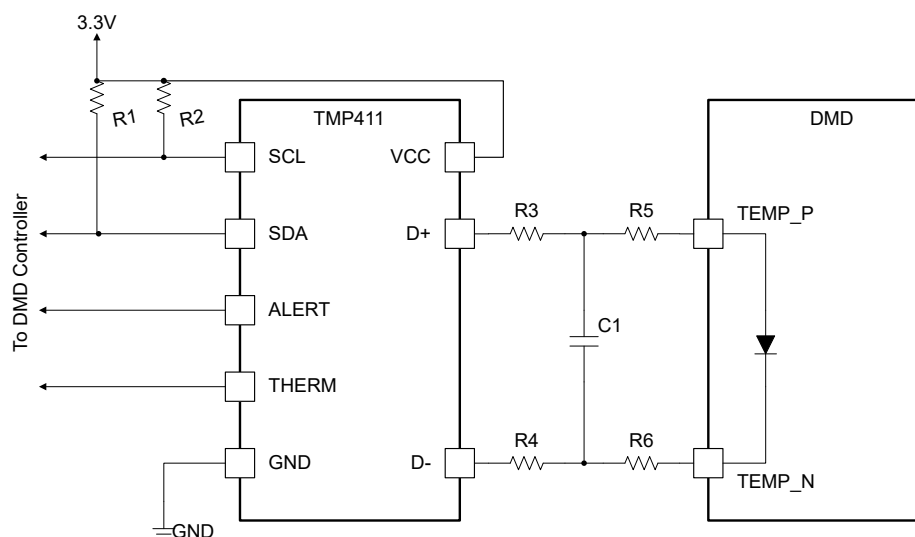 3.3V
R1
R2
TMP411
DMD
SCL
VCC
R3
R5
TEMP_P
SDA
D+
To DMD Controller
ALERT
C1
THERM
R4
R6
GND
D-
TEMP_N
GND